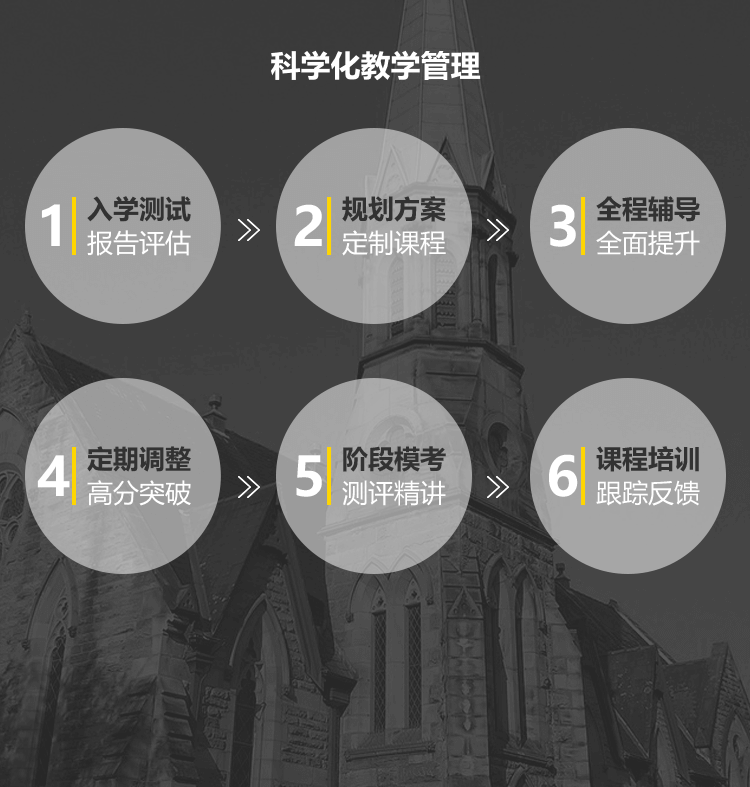 科学化教学管理
1 入学测试
报告评估
2 规划方案
定制课程
3 全程辅导
全面提升
4 定期调整
高分突破
5 阶段模考
测评精讲
6 课程培训
跟踪反馈